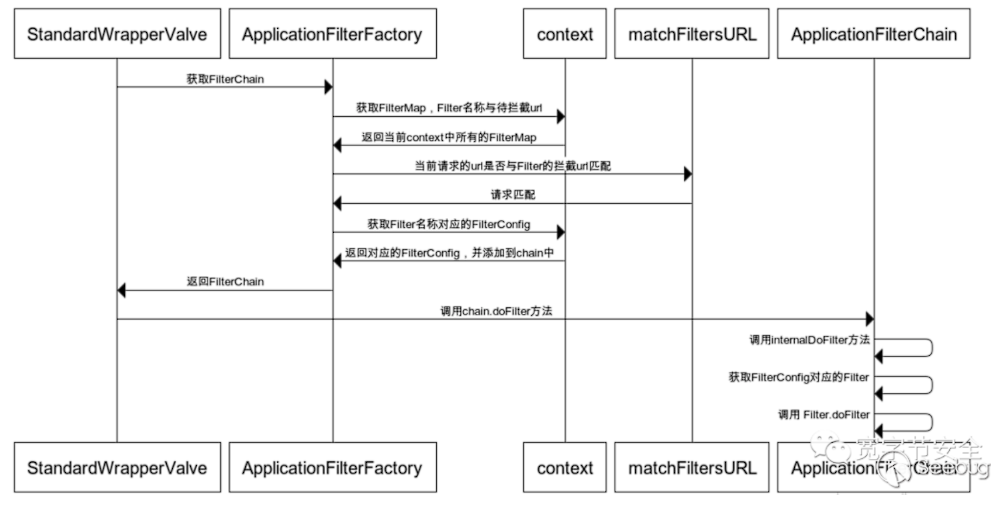 StandardWrapperValve
ApplicationFilterFactory
context
matchFiltersURL
ApplicationFilterChain
获取FilterChain
获取FilterMap，Filter名称与待拦截url
返回当前context中所有的FilterMap
当前请求的url是否与Filter的拦截url匹配
请求匹配
获取Filter名称对应的FilterConfig
返回对应的FilterConfig，并添加到chain中
返回FilterChain
调用chain.doFilter方法
调用internalDoFilter方法
获取FilterConfig对应的Filter
调用 Filter.doFilter
StandardWrapperValve
ApplicationFilterFactory
context
matchFiltersURL
ApplicationFilterChain
宽字节安全
Seebug